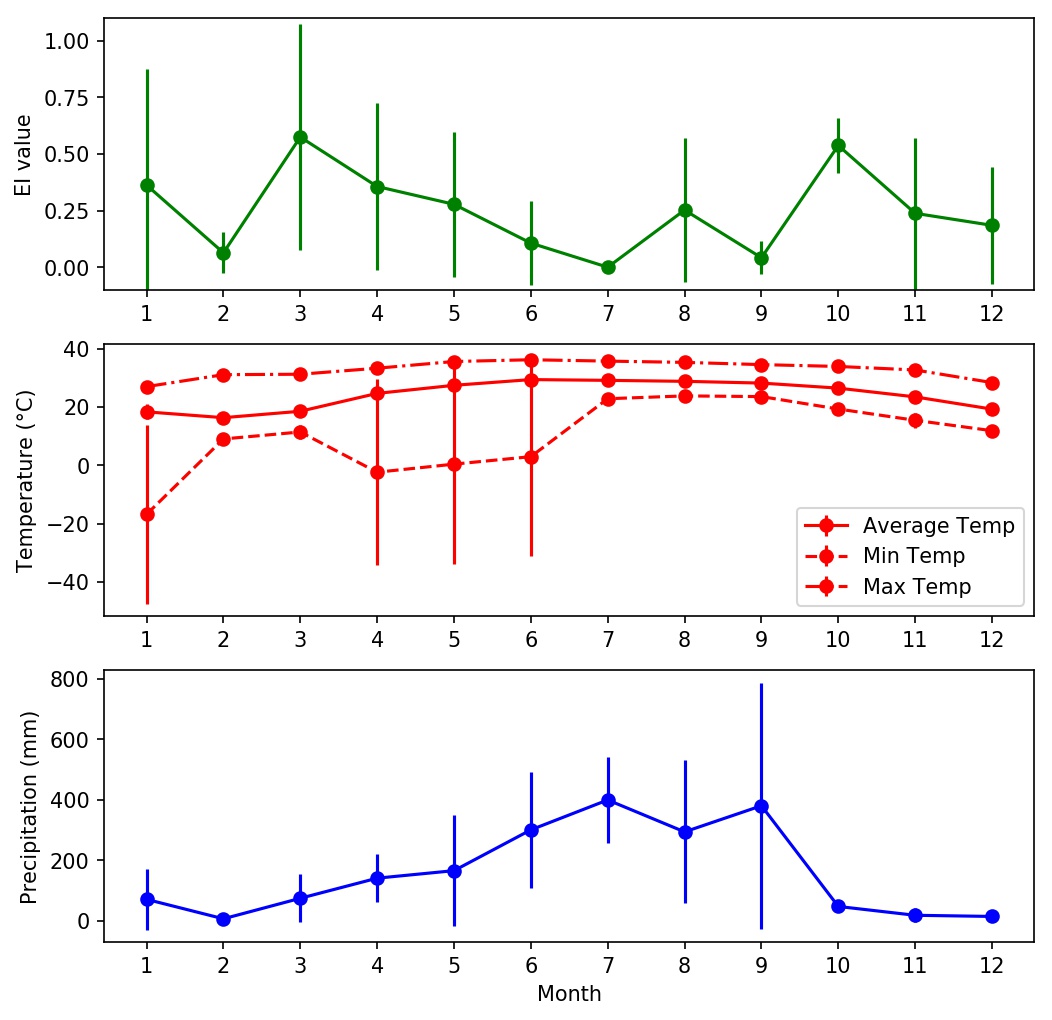 EI value
1.00
0.75
0.50
0.25
0.00
1 2 3 4 5 6 7 8 9 10 11 12
Temperature (°C)
40
20
0
−20
−40
Average Temp
Min Temp
Max Temp
1 2 3 4 5 6 7 8 9 10 11 12
Precipitation (mm)
800
600
400
200
0
1 2 3 4 5 6 7 8 9 10 11 12
Month